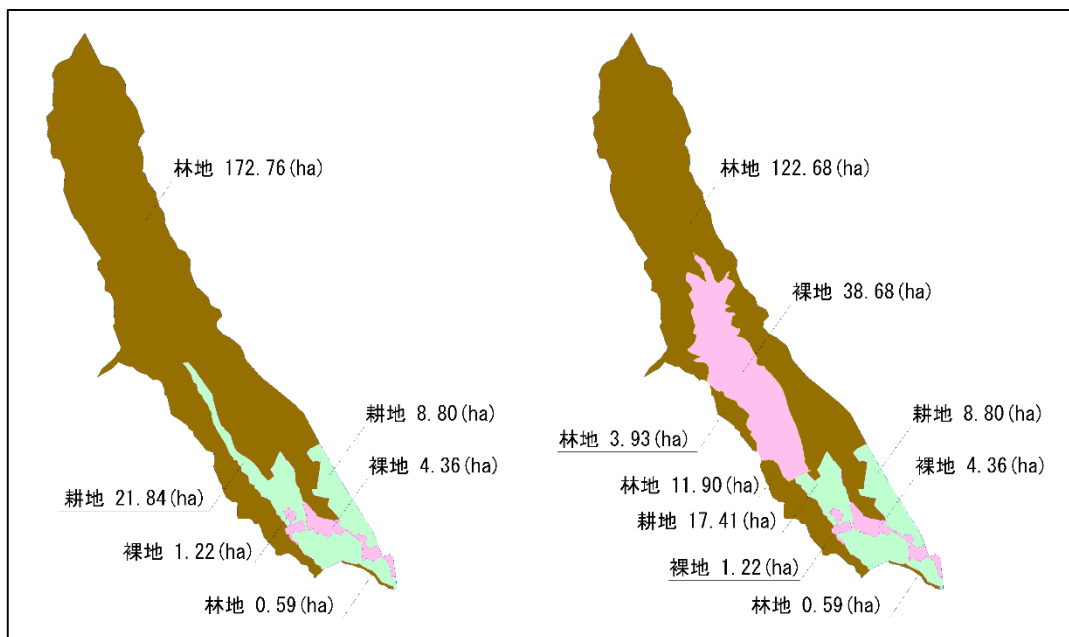 林地 172.76(ha)
耕地 8.80(ha)
裸地 4.36(ha)
耕地 21.84(ha)
裸地 1.22(ha)
林地 0.59(ha)
林地 122.68(ha)
裸地 38.68(ha)
耕地 8.80(ha)
林地 3.93(ha)
裸地 4.36(ha)
林地 11.90(ha)
耕地 17.41(ha)
裸地 1.22(ha)
林地 0.59(ha)